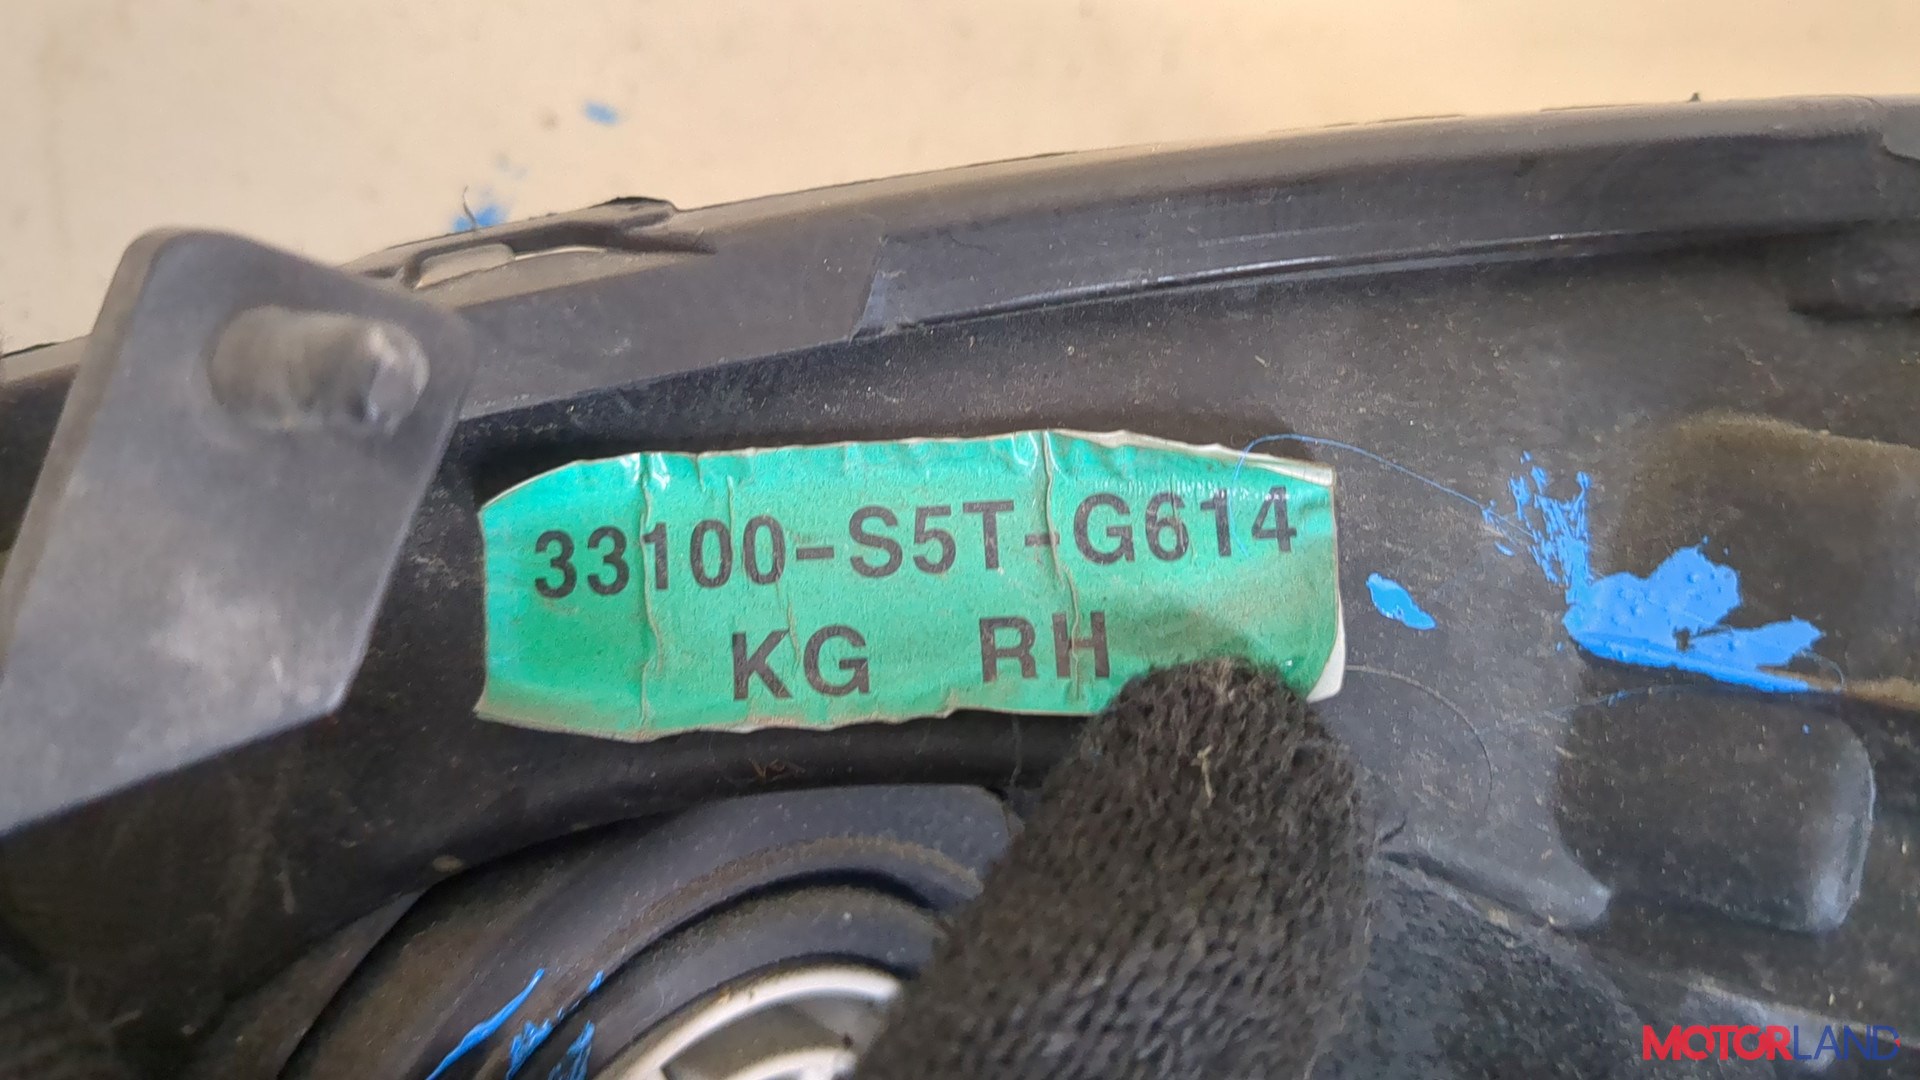 33100-S5T-G614
KG RH
MOTORLAND